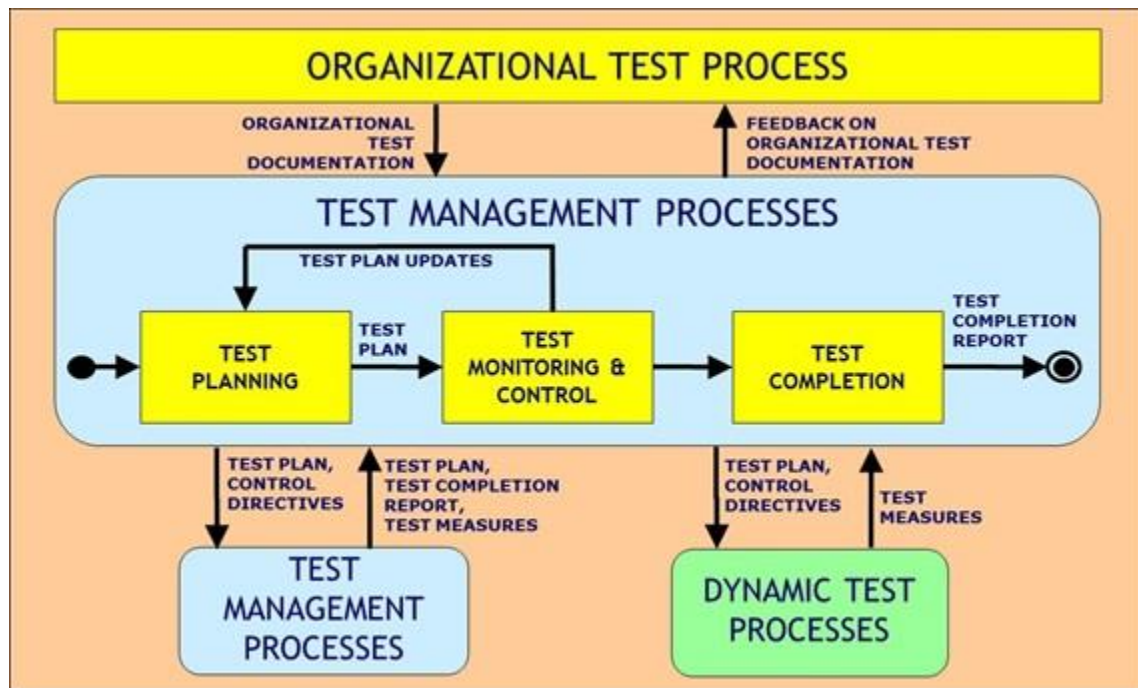 ORGANIZATIONAL TEST PROCESS
ORGANIZATIONAL
TEST
DOCUMENTATION
FEEDBACK ON
ORGANIZATIONAL TEST
DOCUMENTATION
TEST MANAGEMENT PROCESSES
TEST PLAN UPDATES
TEST
PLANNING
TEST
PLAN
TEST
MONITORING &
CONTROL
TEST
COMPLETION
TEST
COMPLETION
REPORT
TEST PLAN,
CONTROL
DIRECTIVES
TEST PLAN,
TEST COMPLETION
REPORT,
TEST MEASURES
TEST PLAN,
CONTROL
DIRECTIVES
TEST
MEASURES
TEST
MANAGEMENT
PROCESSES
DYNAMIC TEST
PROCESSES